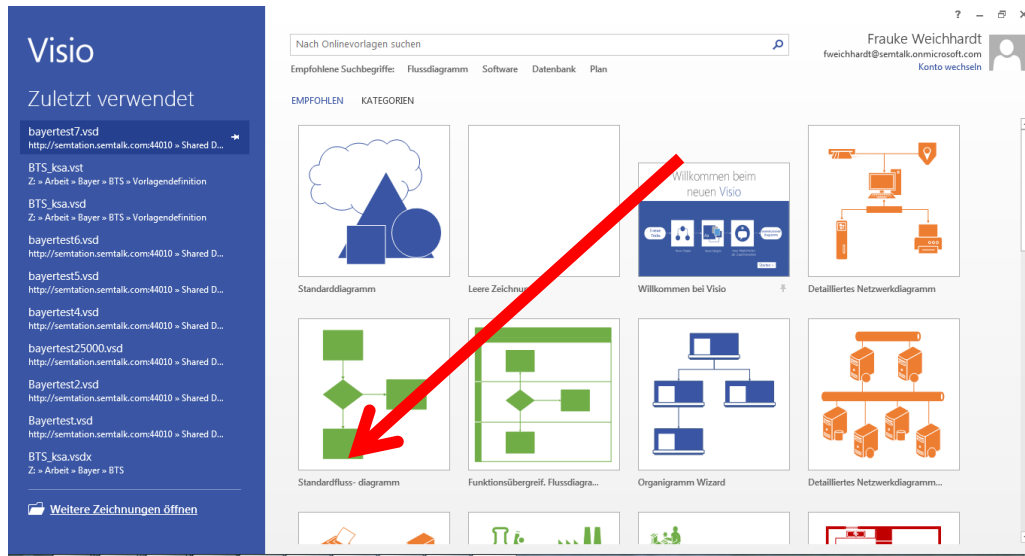 ?
Visio
Zuletzt verwendet
bayertest7.vsd
http://semtation.semtalk.com:44010 » Shared D...
BTS_ksa.vst
Z: » Arbeit » Bayer » BTS » Vorlagendefinition
BTS_ksa.vsd
Z: » Arbeit » Bayer » BTS » Vorlagendefinition
bayertest6.vsd
http://semtation.semtalk.com:44010 » Shared D...
bayertest5.vsd
http://semtation.semtalk.com:44010 » Shared D...
bayertest4.vsd
http://semtation.semtalk.com:44010 » Shared D...
bayertest25000.vsd
http://semtation.semtalk.com:44010 » Shared D...
Bayertest2.vsd
http://semtation.semtalk.com:44010 » Shared D...
Bayertest.vsd
http://semtation.semtalk.com:44010 » Shared D...
BTS_ksa.vsdx
Z: » Arbeit » Bayer » BTS
Weitere Zeichnungen öffnen
Nach Onlinevorlagen suchen
Empfohlene Suchbegriffe: Flussdiagramm Software Datenbank Plan
Frauke Weichhardt
fweichhardt@semtalk.onmicrosoft.com
Konto wechseln
EMPFOHLEN KATEGORIEN
Willkommen beim
neuen Visio
Standarddiagramm
Leere
Willkommen bei Visio
Detailliertes Netzwerkdiagramm
Standardfluss- diagramm
Funktionsübergreif. Flussdiagra...
Organigramm Wizard
Detailliertes Netzwerkdiagramm...